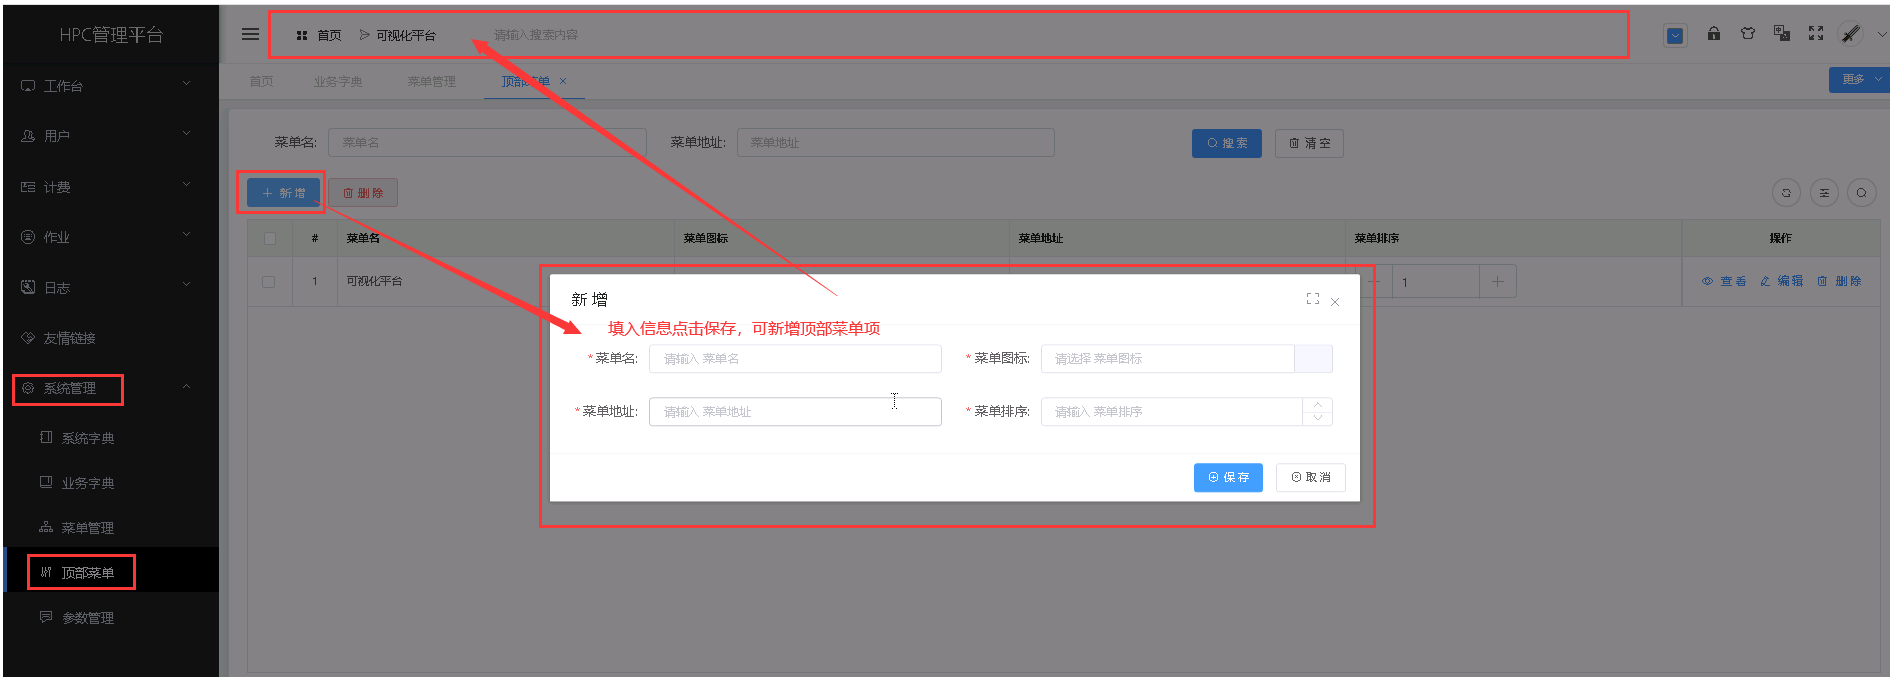 HPC管理平台
首页 可视化平台 请输入搜索内容
工作台
首页 业务字典 菜单管理 顶部菜单 × 更多
用户
菜单名: 菜单名 菜单地址: 菜单地址 搜索 清空
计费
+ 新增 删除
作业
# 菜单名 菜单图标 菜单地址 菜单排序 操作
日志
1 可视化平台 1 + 查看 编辑 删除
新增
填入信息点击保存，可新增顶部菜单项
友情链接
*菜单名: 请输入 菜单名 *菜单图标: 请选择 菜单图标
系统管理
*菜单地址: 请输入 菜单地址 *菜单排序: 请输入 菜单排序
系统字典
保存 取消
业务字典
菜单管理
顶部菜单
参数管理